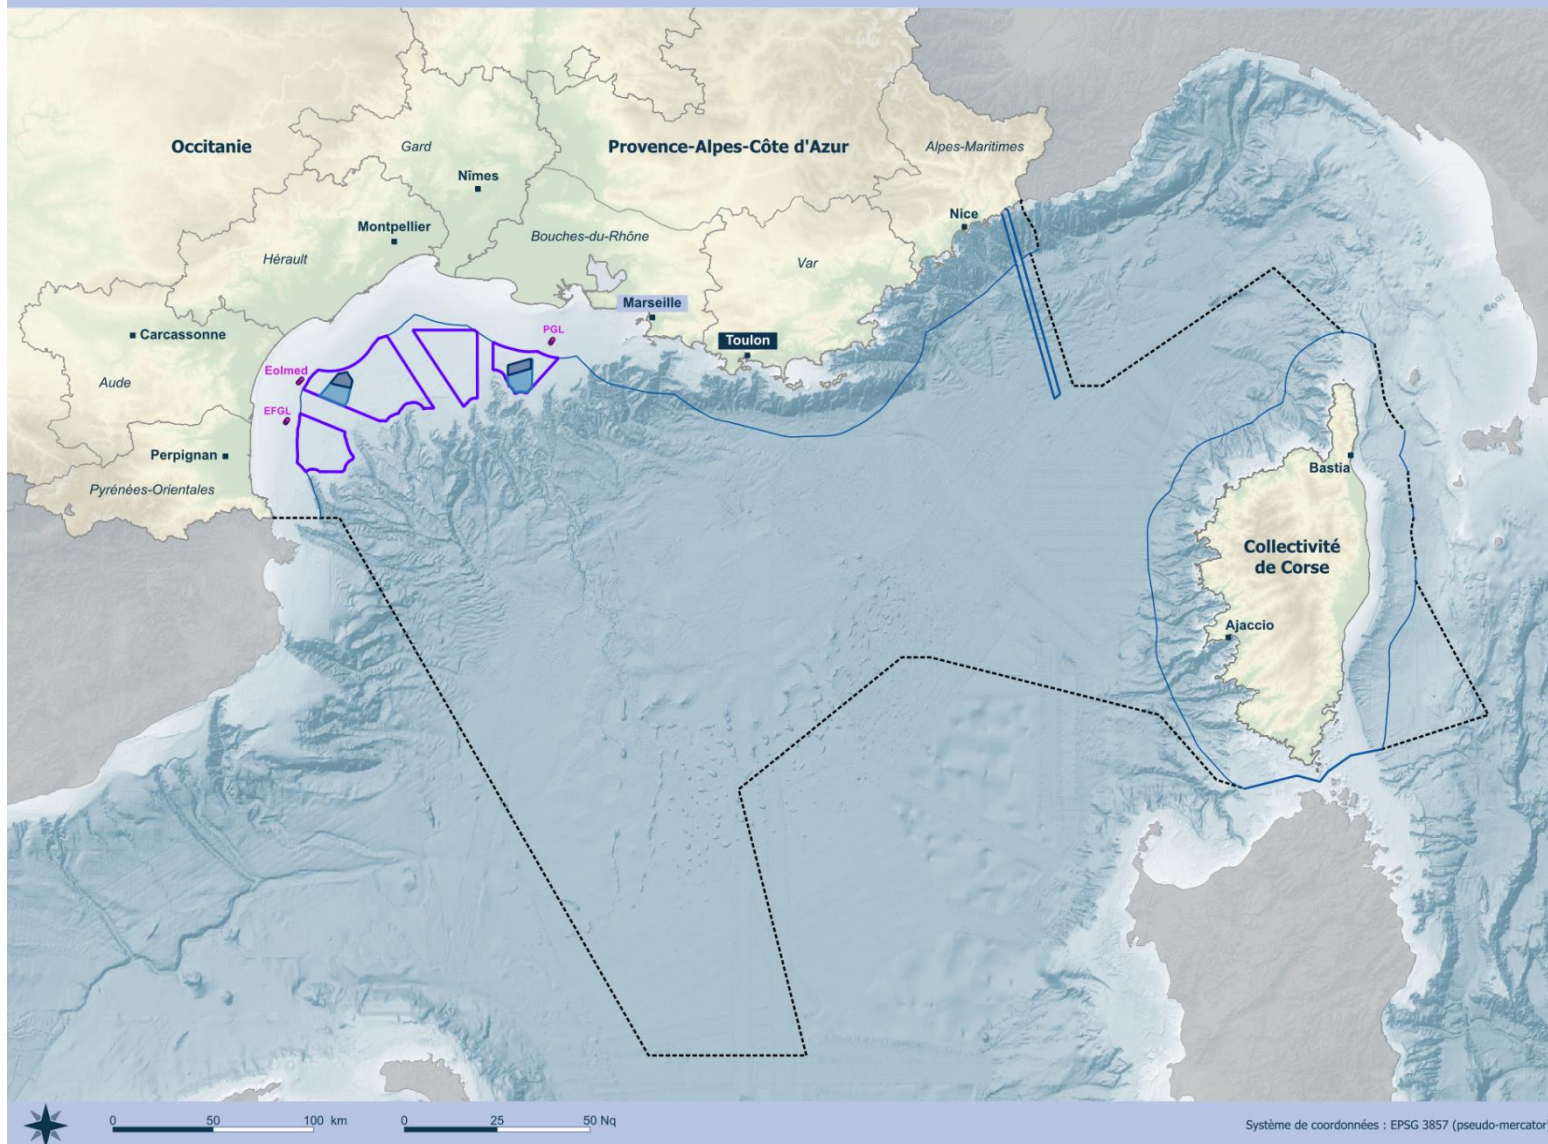 Occitanie
Gard
Provence-Alpes-Côte d'Azur
Alpes-Maritimes
Nîmes
Montpellier
Nice
Bouches-du-Rhône
Hérault
Var
Marseille
Carcassonne
PGL
Toulon
Eolmed
Aude
EFGL
Perpignan
Bastia
Pyrénées-Orientales
Collectivité
de Corse
Ajaccio
0 50 100 km
0 25 50 Nq
Système de coordonnées : EPSG 3857 (pseudo-mercator